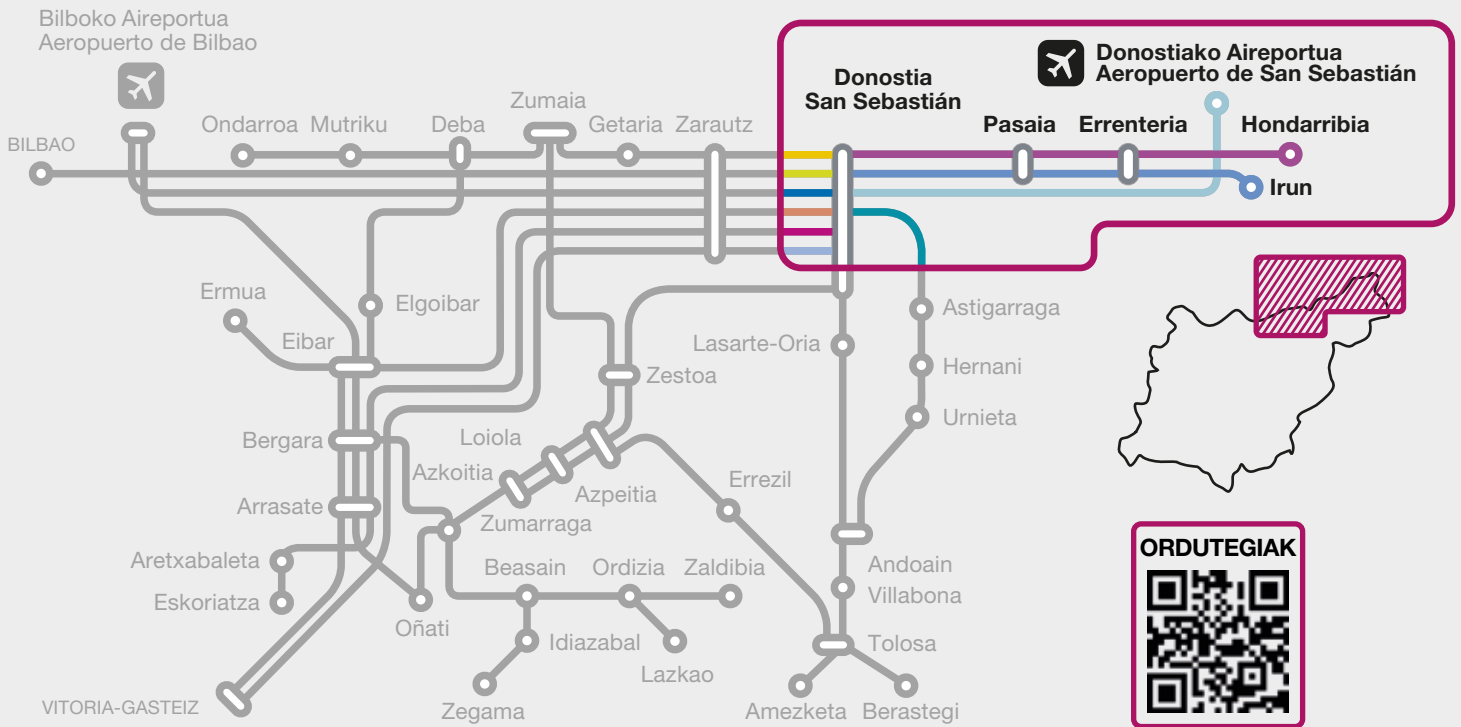 Bilboko Aireportua
Aeropuerto de Bilbao
Donostiako Aireportua
Aeropuerto de San Sebastián
Donostia
San Sebastián
Zumaia
BILBAO
Ondarroa
Mutriku
Deba
Getaria
Zarautz
Pasaia
Errenteria
Hondarribia
Irun
Ermua
Elgoibar
Eibar
Astigarraga
Lasarte-Oria
Hernani
Zestoa
Urnieta
Bergara
Loiola
Azkoitia
Azpeitia
Errezil
Arrasate
Zumarraga
ORDUTEGIAK
Aretxabaleta
Beasain
Ordizia
Zaldibia
Andoain
Villabona
Eskoriatza
Oñati
Idiazabal
Tolosa
Lazkao
VITORIA-GASTEIZ
Zegama
Amezketa
Berastegi